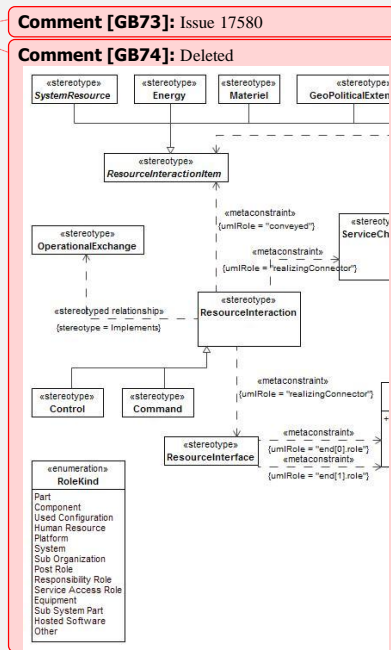 Comment [GB73]: Issue 17580
Comment [GB74]: Deleted
«stereotype»
SystemResource
«stereotype»
Energy
«stereotype»
Materiel
«stereotype»
GeoPoliticalExten
«stereotype»
ResourceInteractionItem
«metaconstraint»
{umlRole = "conveyed"}
«stereoty
ServiceCh
«stereotype»
OperationalExchange
«metaconstraint»
{umlRole = "realizingConnector"}
«stereotyped relationship»
{stereotype = Implements}
«stereotype»
ResourceInteraction
«stereotype»
Control
«stereotype»
Command
«metaconstraint»
{umlRole = "realizingConnector"}
«stereotype»
ResourceInterface
«metaconstraint»
{umlRole = "end[0].role"}
«metaconstraint»
{umlRole = "end[1].role"}
+
«enumeration»
RoleKind
Part
Component
Used Configuration
Human Resource
Platform
System
Sub Organization
Post Role
Responsibility Role
Service Access Role
Equipment
Sub System Part
Hosted Software
Other